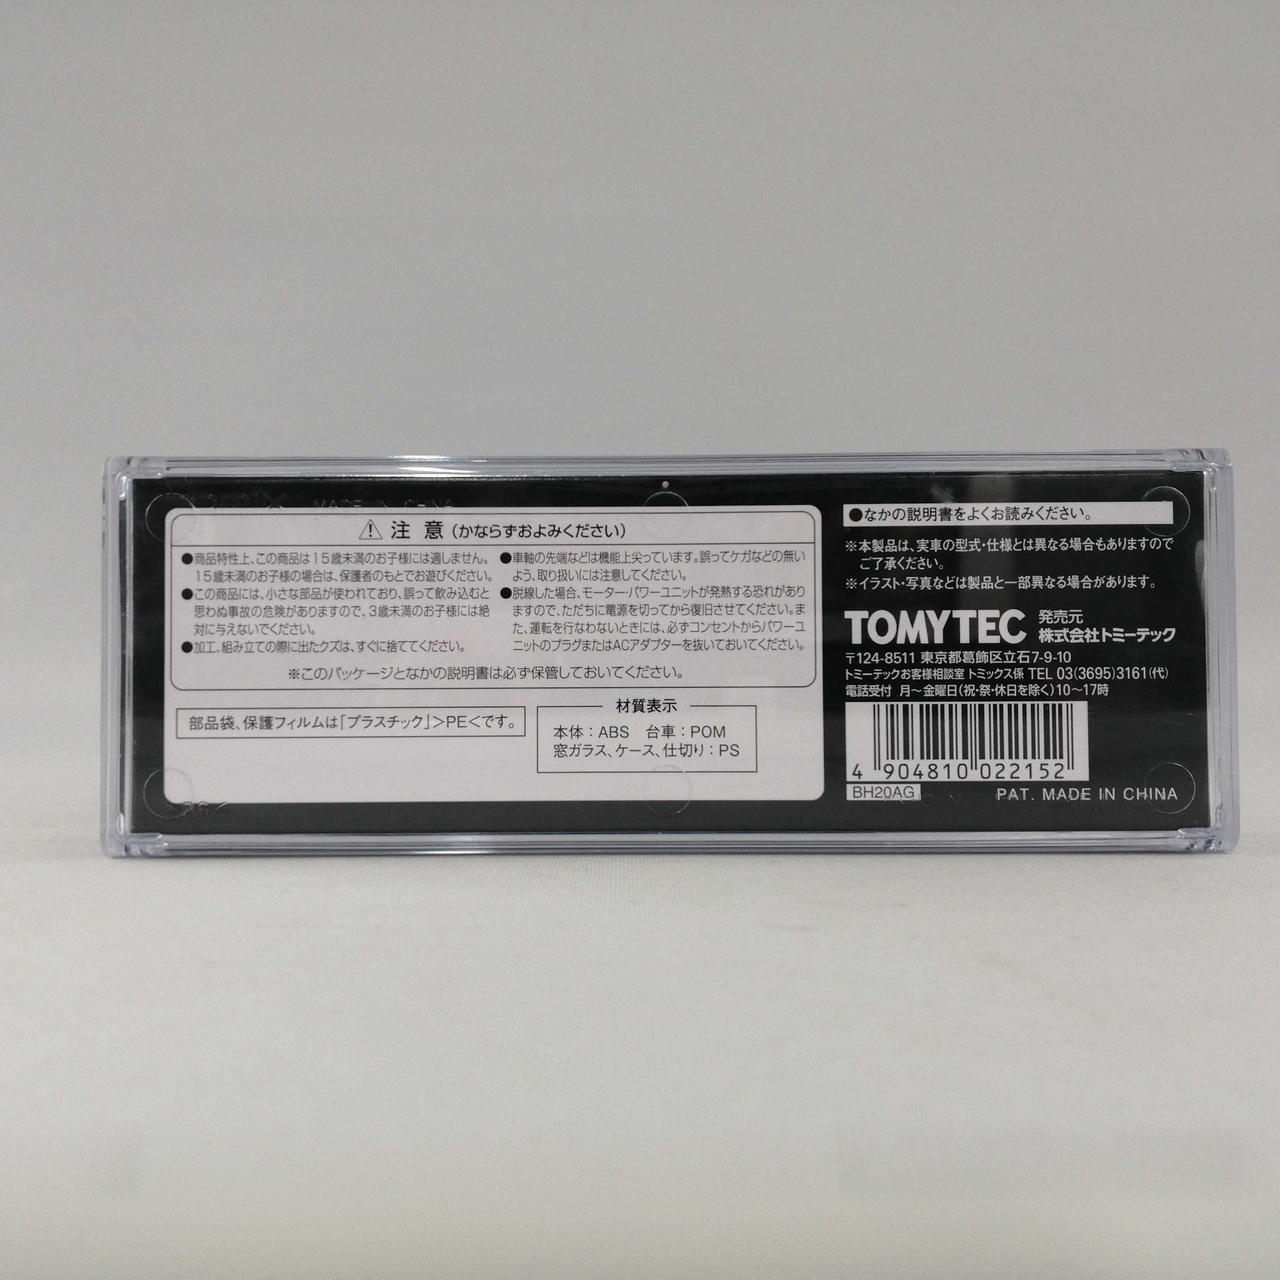 MADE IN CHINA
注 意 (かならずおよみください)
●商品特性上、この商品は15歳未満のお子様には適しません。
15歳未満のお子様の場合は、保護者のもとでお遊びください。
●この商品には、小さな部品が使われており、誤って飲み込むと
思わぬ事故の危険がありますので、3歳未満のお子様には絶
対に与えないでください。
●加工、組み立ての際に出たクズは、すぐに捨ててください。
●車軸の先端などは機能上尖っています。誤ってケガなどの無い
よう、取り扱いには注意してください。
●脱線した場合、モーター・パワーユニットが発熱する恐れがあり
ますので、ただちに電源を切ってから復旧させてください。ま
た、運転を行なわないときには、必ずコンセントからパワーユ
ニットのプラグまたはACアダプターを抜いておいてください。
※このパッケージとなかの説明書は必ず保管しておいてください。
部品袋、保護フィルムは「プラスチック」>PE<です。
材質表示
本体:ABS 台車:POM
窓ガラス、ケース、仕切り:PS
●なかの説明書をよくお読みください。
※本製品は、実車の型式・仕様とは異なる場合もありますので
ご了承ください。
※イラスト・写真などは製品と一部異なる場合があります。
TOMYTEC 発売元
株式会社トミーテック
〒124-8511 東京都葛飾区立石7-9-10
トミーテックお客様相談室 トミックス係 TEL 03(3695)3161(代)
電話受付 月～金曜日(祝・祭・休日を除く)10～17時
4 904810 022152
BH20AG
PAT. MADE IN CHINA